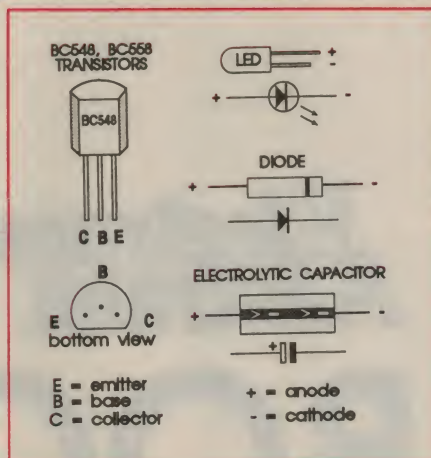 BC548, BC558
TRANSISTORS
BC548
C B E
B
E C
bottom view
E = emitter
B = base
C = collector
LED
+
-
+ -
DIODE
+ -
ELECTROLYTIC CAPACITOR
+ -
+
+ = anode
- = cathode